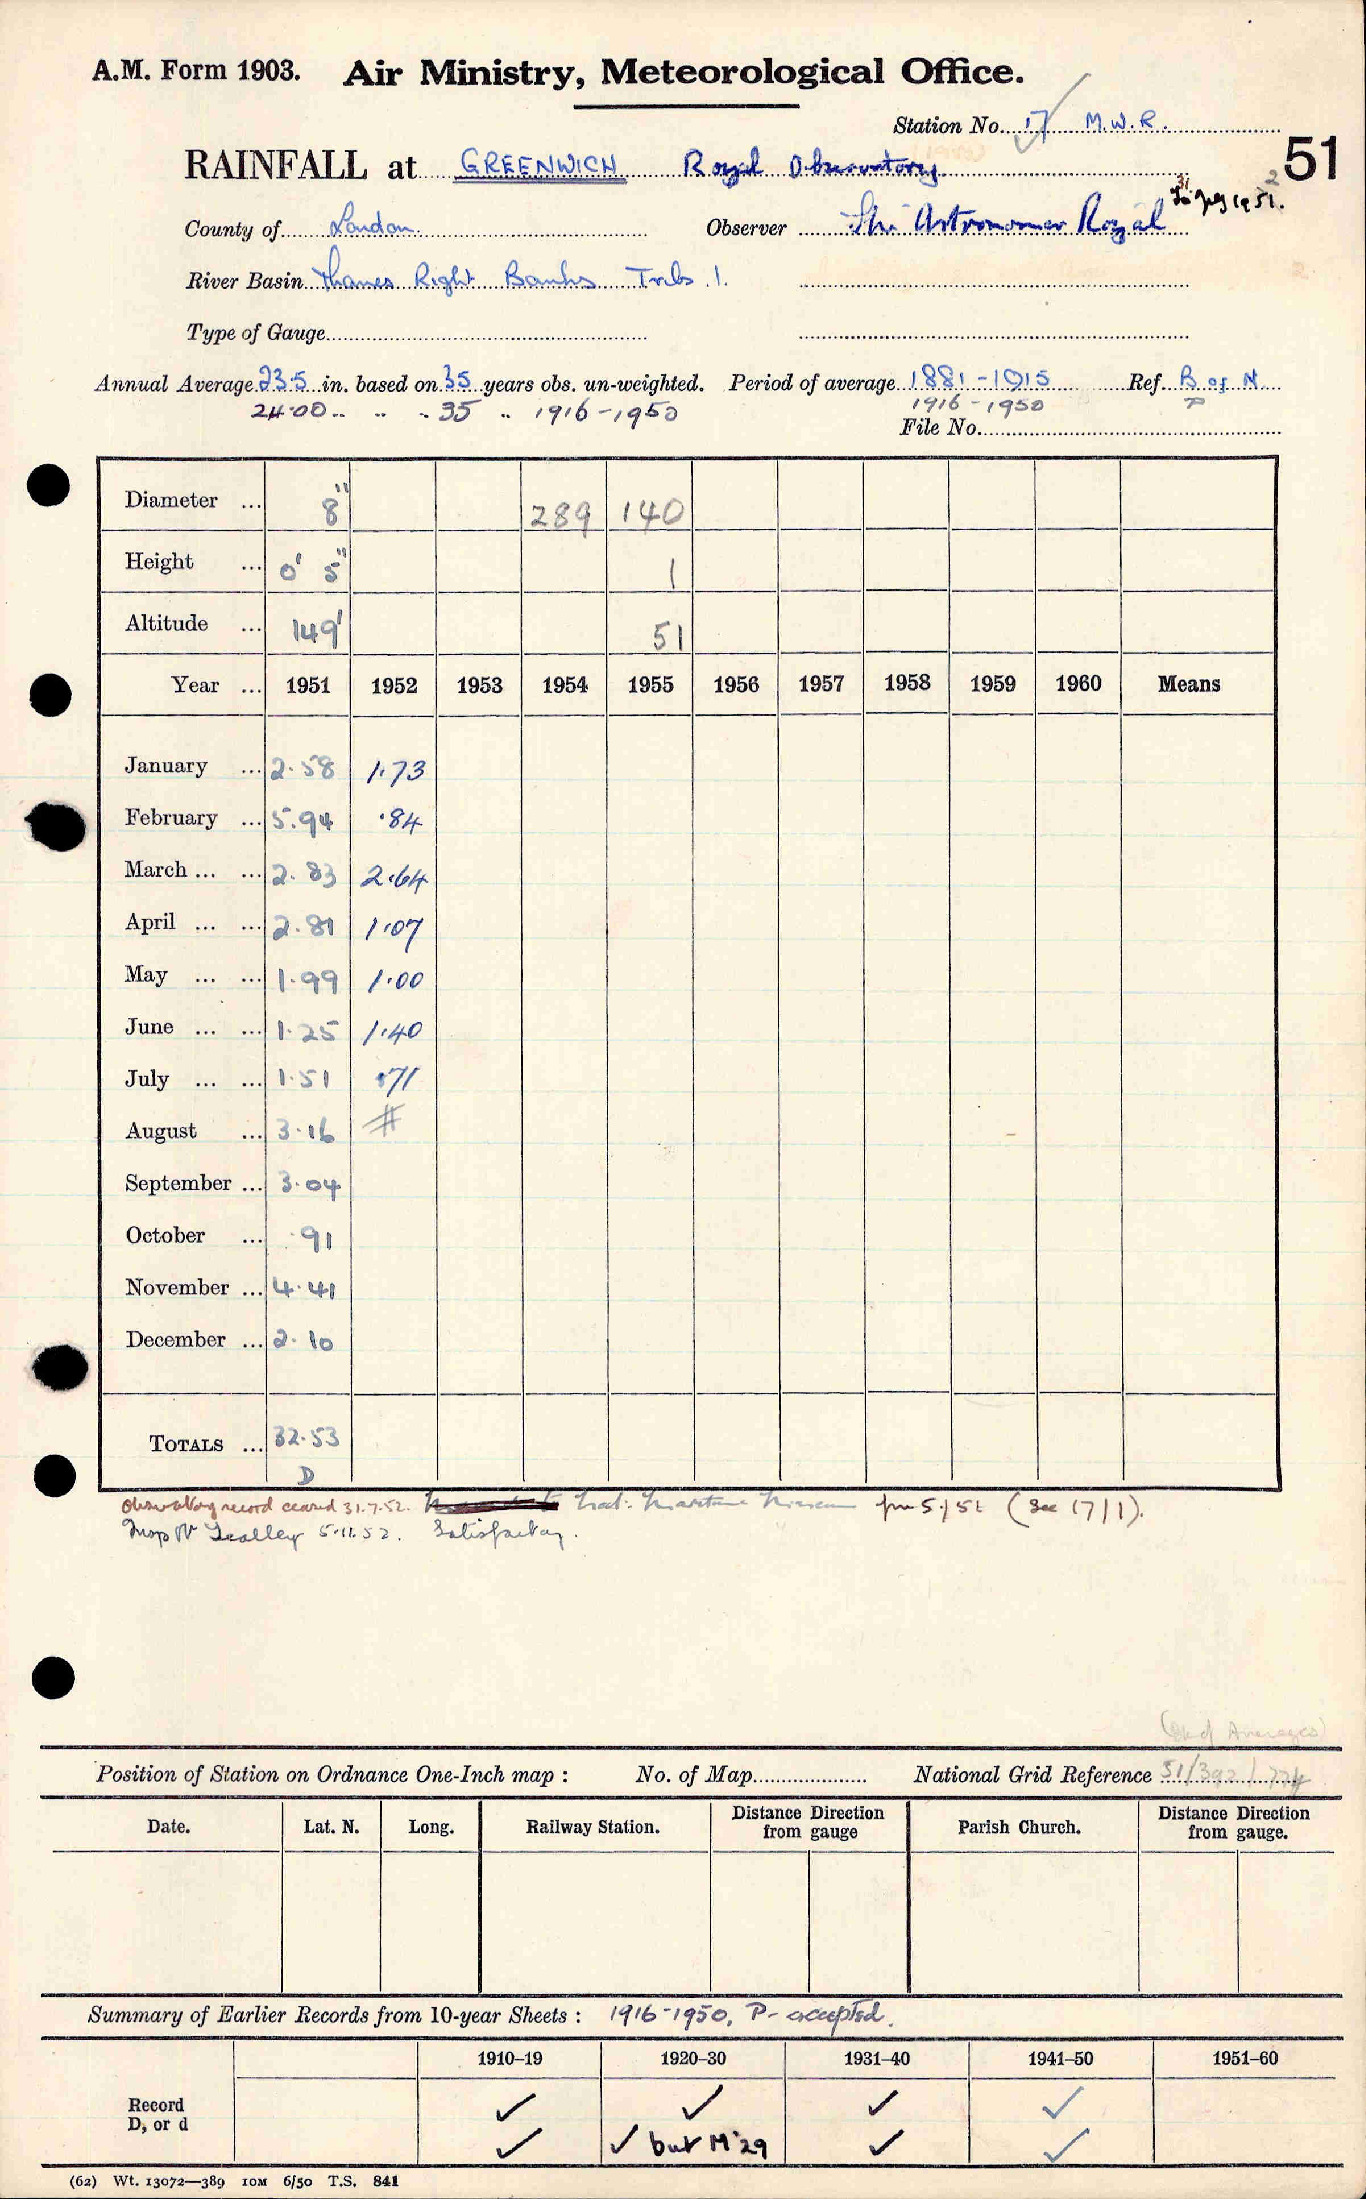 A.M. Form 1903. Air Ministry, Meteorological Office.
Station No. 17 M.W.R.
RAINFALL at GREENWICH Royal Observatory
51
31
2
To July 1951.
County of London. Observer The Astronomer Royal
River Basin Thames Right Banks Tribs 1.
Type of Gauge
Annual Average 23.5 in. based on 35 years obs. un-weighted. Period of average 1881-1915 Ref. B of N
24.00 .. .. .. 35 .. 1916-1950 1916-1950 P
File No.
Diameter ... 8" 289 140
Height ... 0' 5" 1
Altitude ... 149' 51
Year ... 1951 1952 1953 1954 1955 1956 1957 1958 1959 1960 Means
January ... 2.58 1.73
February ... 5.94 .84
March ... ... 2.83 2.64
April ... ... 2.81 1.07
May ... ... 1.99 1.00
June ... ... 1.25 1.40
July ... ... 1.51 .71
August ... 3.16 #
September ... 3.04
October ... .91
November ... 4.41
December ... 2.10
TOTALS ... 32.53
D
Observatory record ceased 31.7.52. Nat. Maritime Museum from 5/52 (See 17/1).
Insp Mr 5.11.52. Satisfactory.
(and Averages)
Position of Station on Ordnance One-Inch map : No. of Map National Grid Reference 51/392/774
Date. Lat. N. Long. Railway Station. Distance Direction from gauge Parish Church. Distance Direction from gauge.
Summary of Earlier Records from 10-year Sheets : 1916-1950, P- accepted.
1910–19 1920–30 1931–40 1941–50 1951–60
Record ✓ ✓ ✓ ✓
D, or d ✓ ✓ but M'29 ✓ ✓
(62) Wt. 13072—389 10M 6/50 T.S. 841